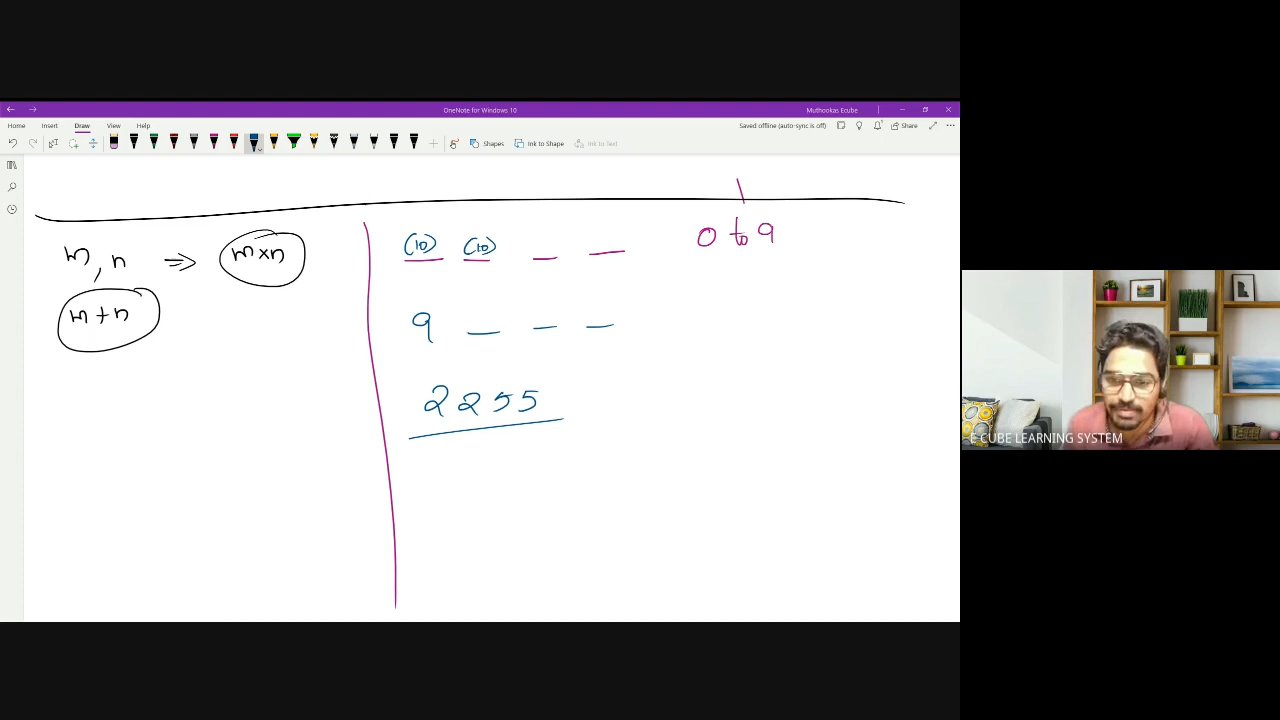 OneNote for Windows 10
Muthookas Ecube
Home Insert Draw View Help
Saved offline (auto-sync is off) Share
Shapes Ink to Shape Ink to Text
m, n ⇒ m×n
m + n
(10) (10) _ _
0 to 9
9 _ _ _
2255
E CUBE LEARNING SYSTEM